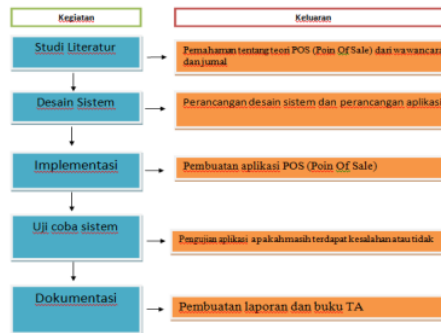 Kegiatan
Keluaran
Studi Literatur
Pemahaman tentang teori POS (Poin Of Sale) dari wawancara
dan jurnal
Desain Sistem
Perancangan desain sistem dan perancangan aplikasi
Implementasi
Pembuatan aplikasi POS (Poin Of Sale)
Uji coba sistem
Pengujian aplikasi apakah masih terdapat kesalahan atau tidak
Dokumentasi
Pembuatan laporan dan buku TA